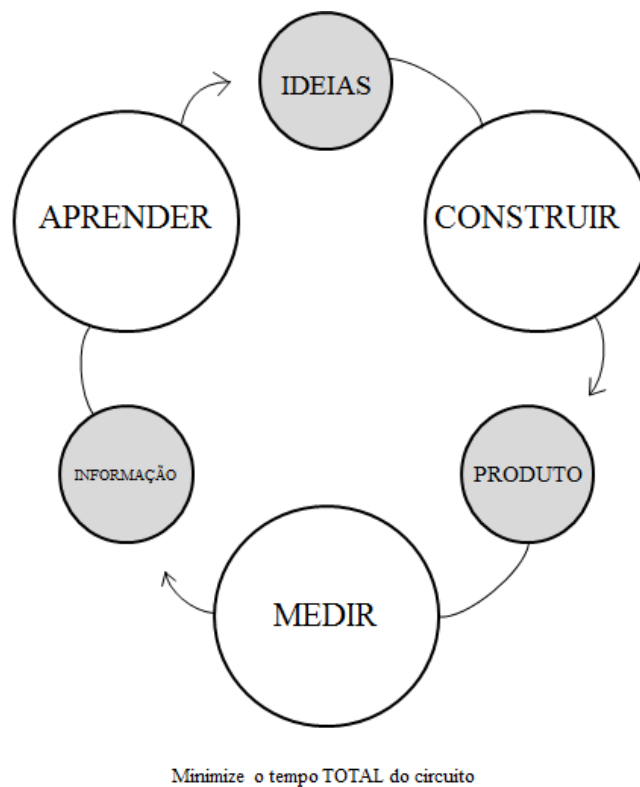 IDEIAS
APRENDER
CONSTRUIR
INFORMAÇÃO
PRODUTO
MEDIR
Minimize o tempo TOTAL do circuito